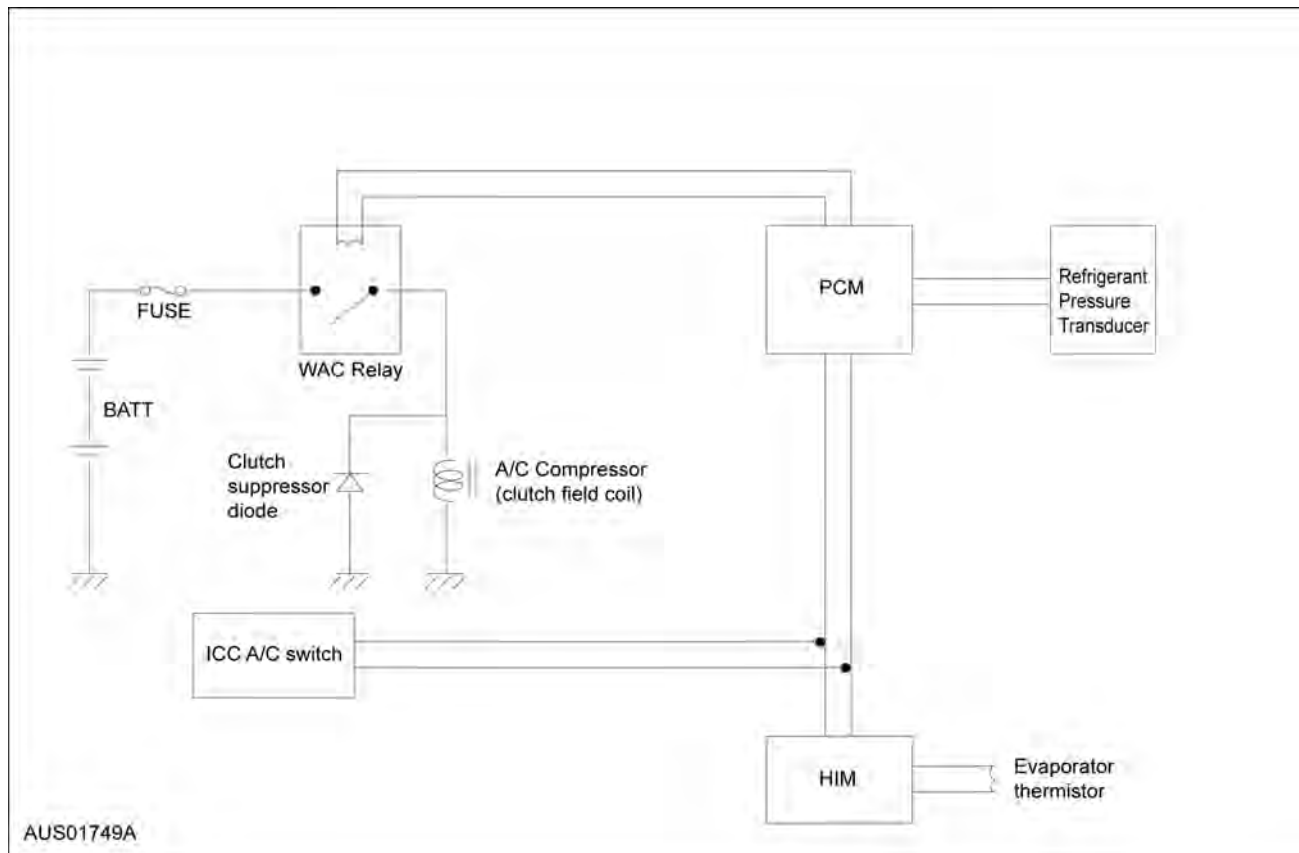 PCM
Refrigerant
Pressure
Transducer
FUSE
WAC Relay
BATT
Clutch
suppressor
diode
A/C Compressor
(clutch field coil)
ICC A/C switch
HIM
Evaporator
thermistor
AUS01749A